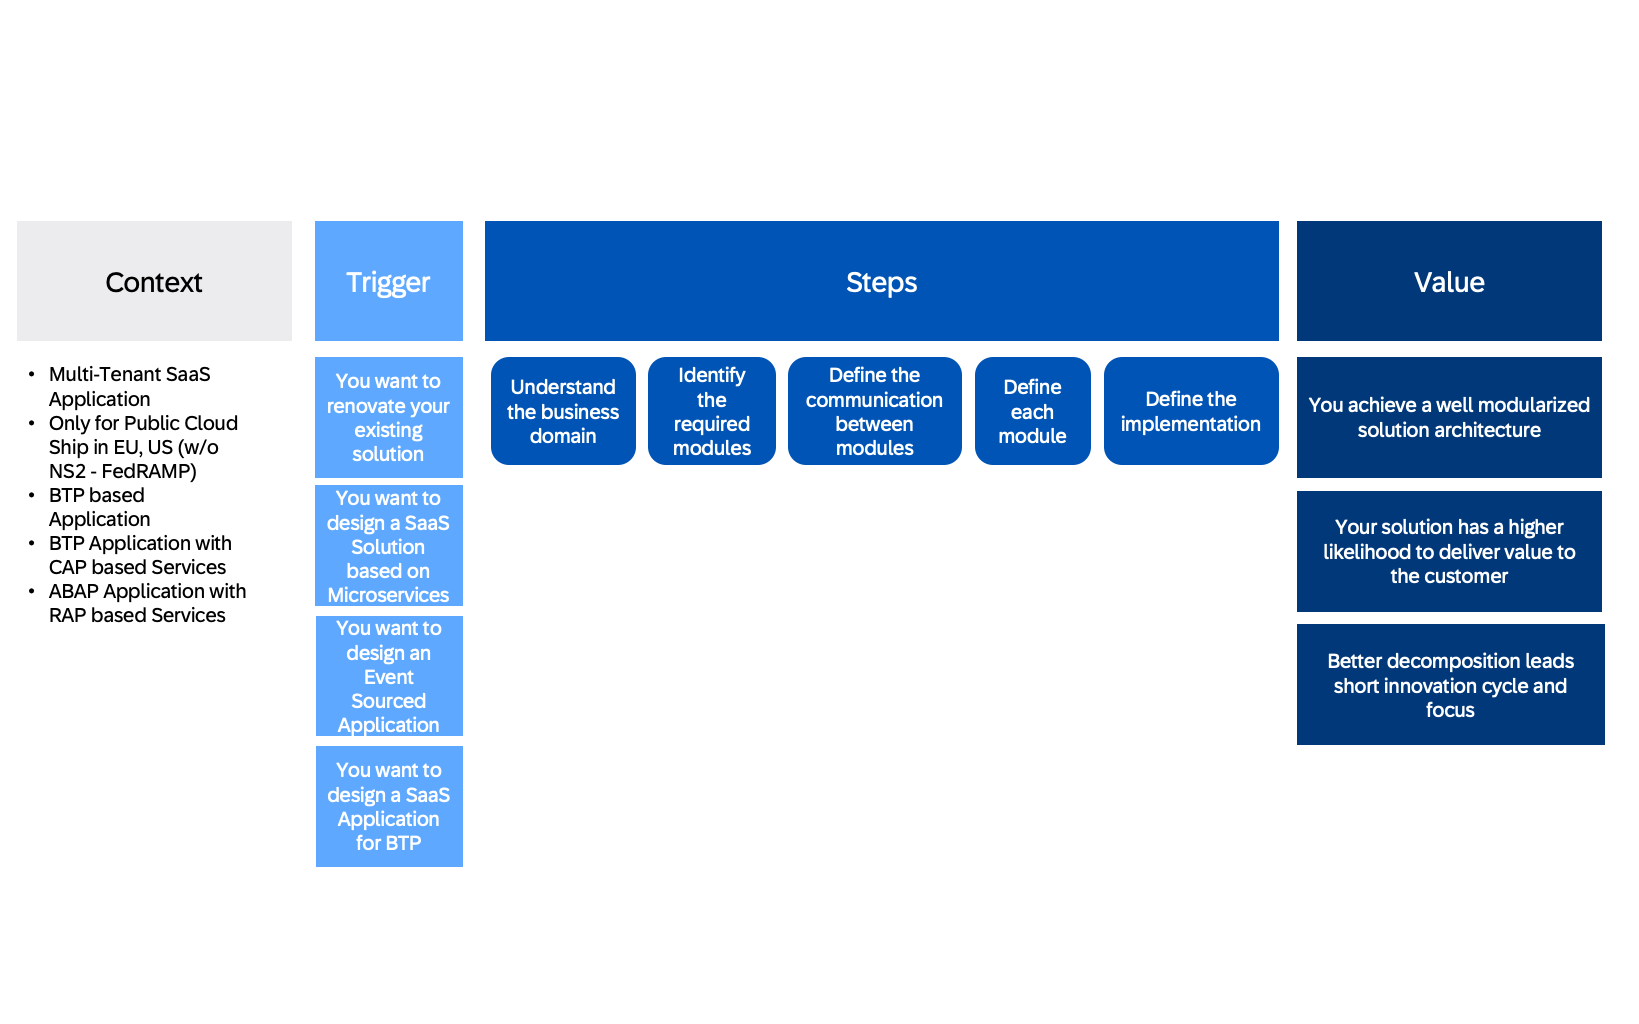 Context
• Multi-Tenant SaaS
Application
• Only for Public Cloud
Ship in EU, US (w/o
NS2 - FedRAMP)
• BTP based
Application
• BTP Application with
CAP based Services
• ABAP Application with
RAP based Services
Trigger
You want to
renovate your
existing
solution
You want to
design a SaaS
Solution
based on
Microservices
You want to
design an
Event
Sourced
Application
You want to
design a SaaS
Application
for BTP
Steps
Understand
the business
domain
Identify
the
required
modules
Define the
communication
between
modules
Define
each
module
Define the
implementation
Value
You achieve a well modularized
solution architecture
Your solution has a higher
likelihood to deliver value to
the customer
Better decomposition leads
short innovation cycle and
focus